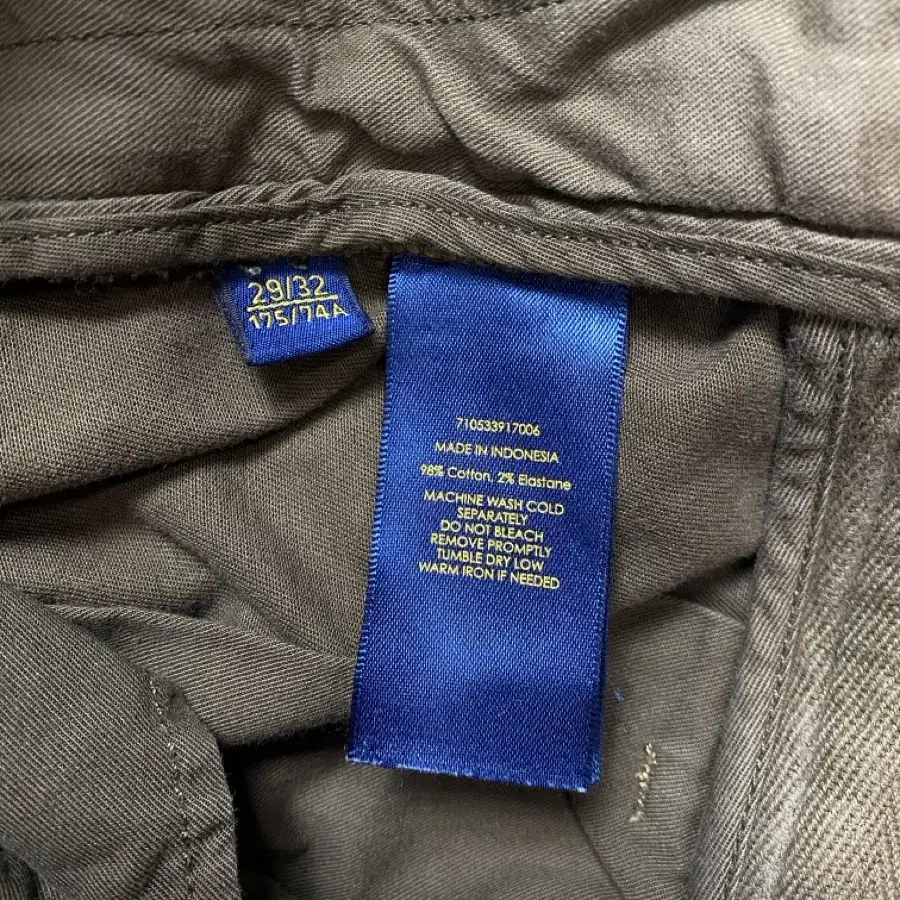 29/32
175/74A
710533917006
MADE IN INDONESIA
98% Cotton, 2% Elastane
MACHINE WASH COLD
SEPARATELY
DO NOT BLEACH
REMOVE PROMPTLY
TUMBLE DRY LOW
WARM IRON IF NEEDED